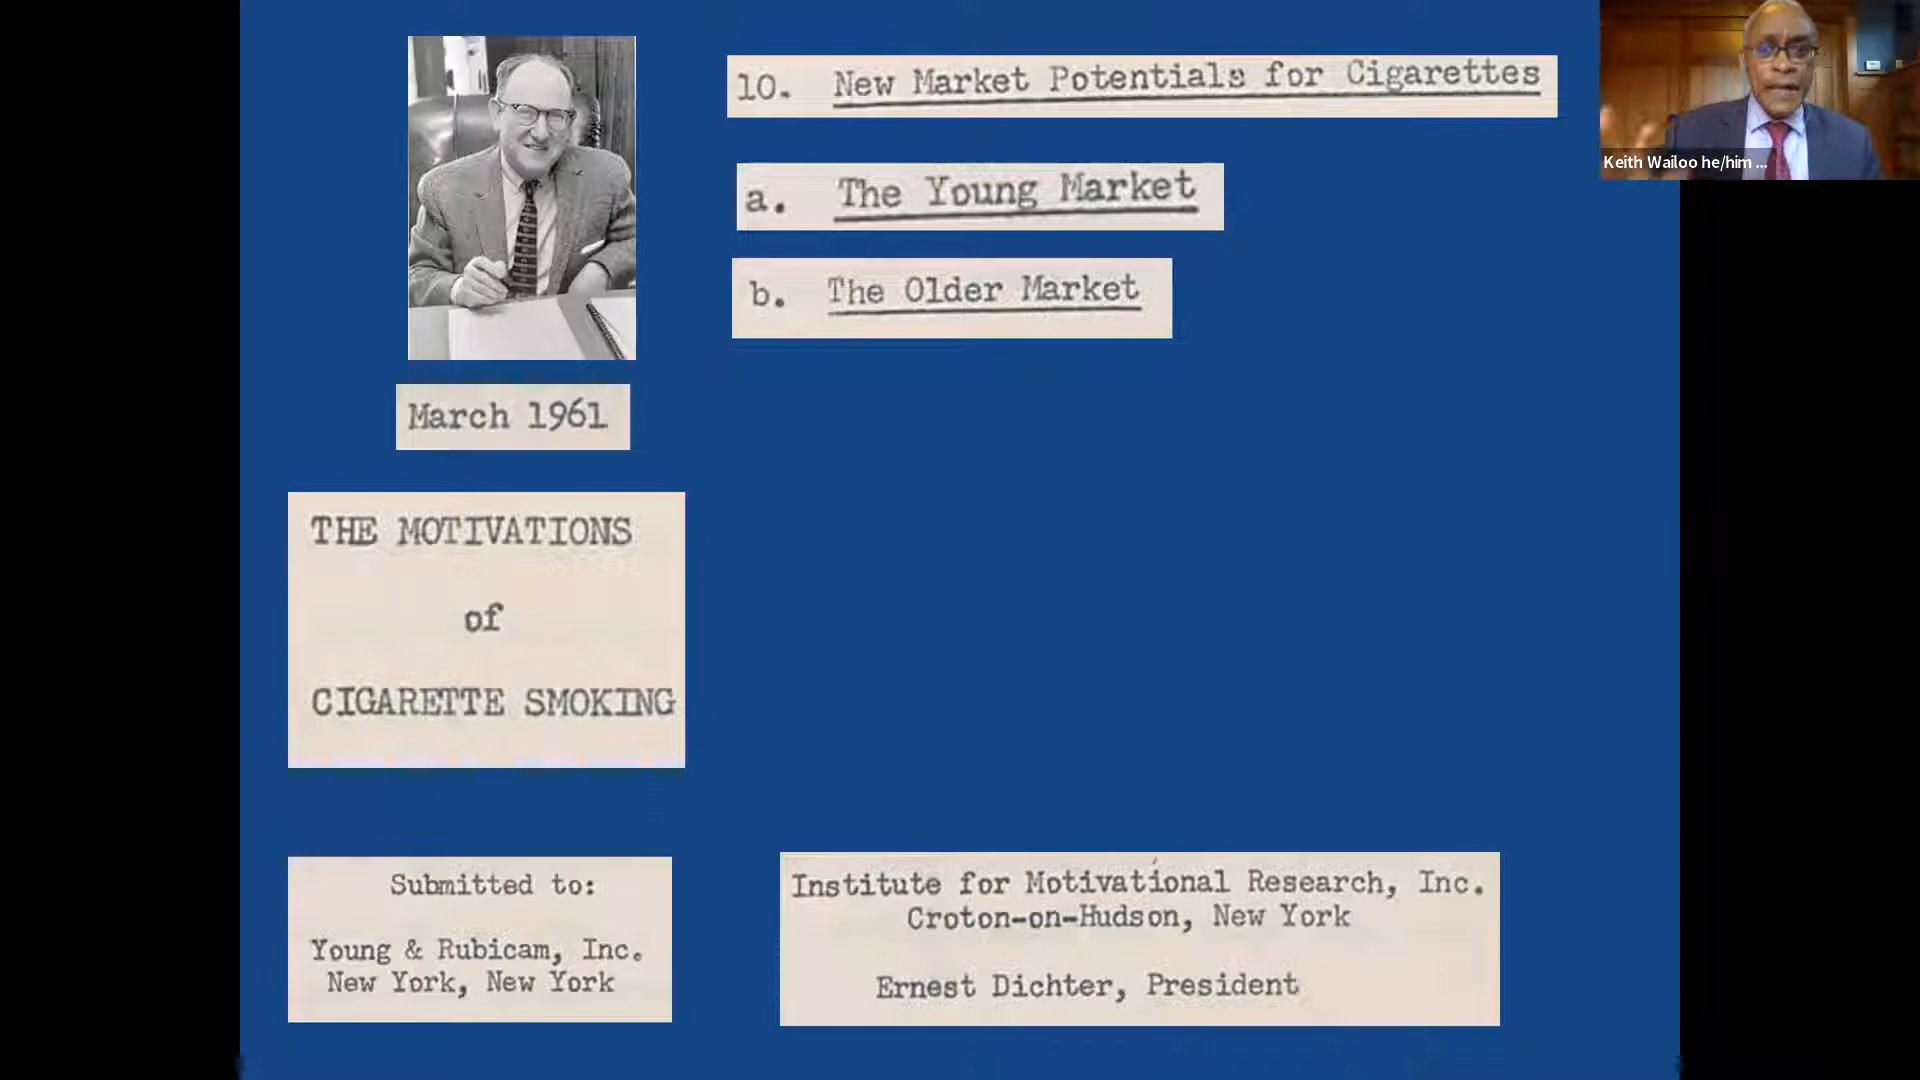 10. New Market Potentials for Cigarettes
a. The Young Market
b. The Older Market
March 1961
THE MOTIVATIONS
of
CIGARETTE SMOKING
Submitted to:
Young & Rubicam, Inc.
New York, New York
Institute for Motivational Research, Inc.
Croton-on-Hudson, New York
Ernest Dichter, President
Keith Wailoo he/him ...